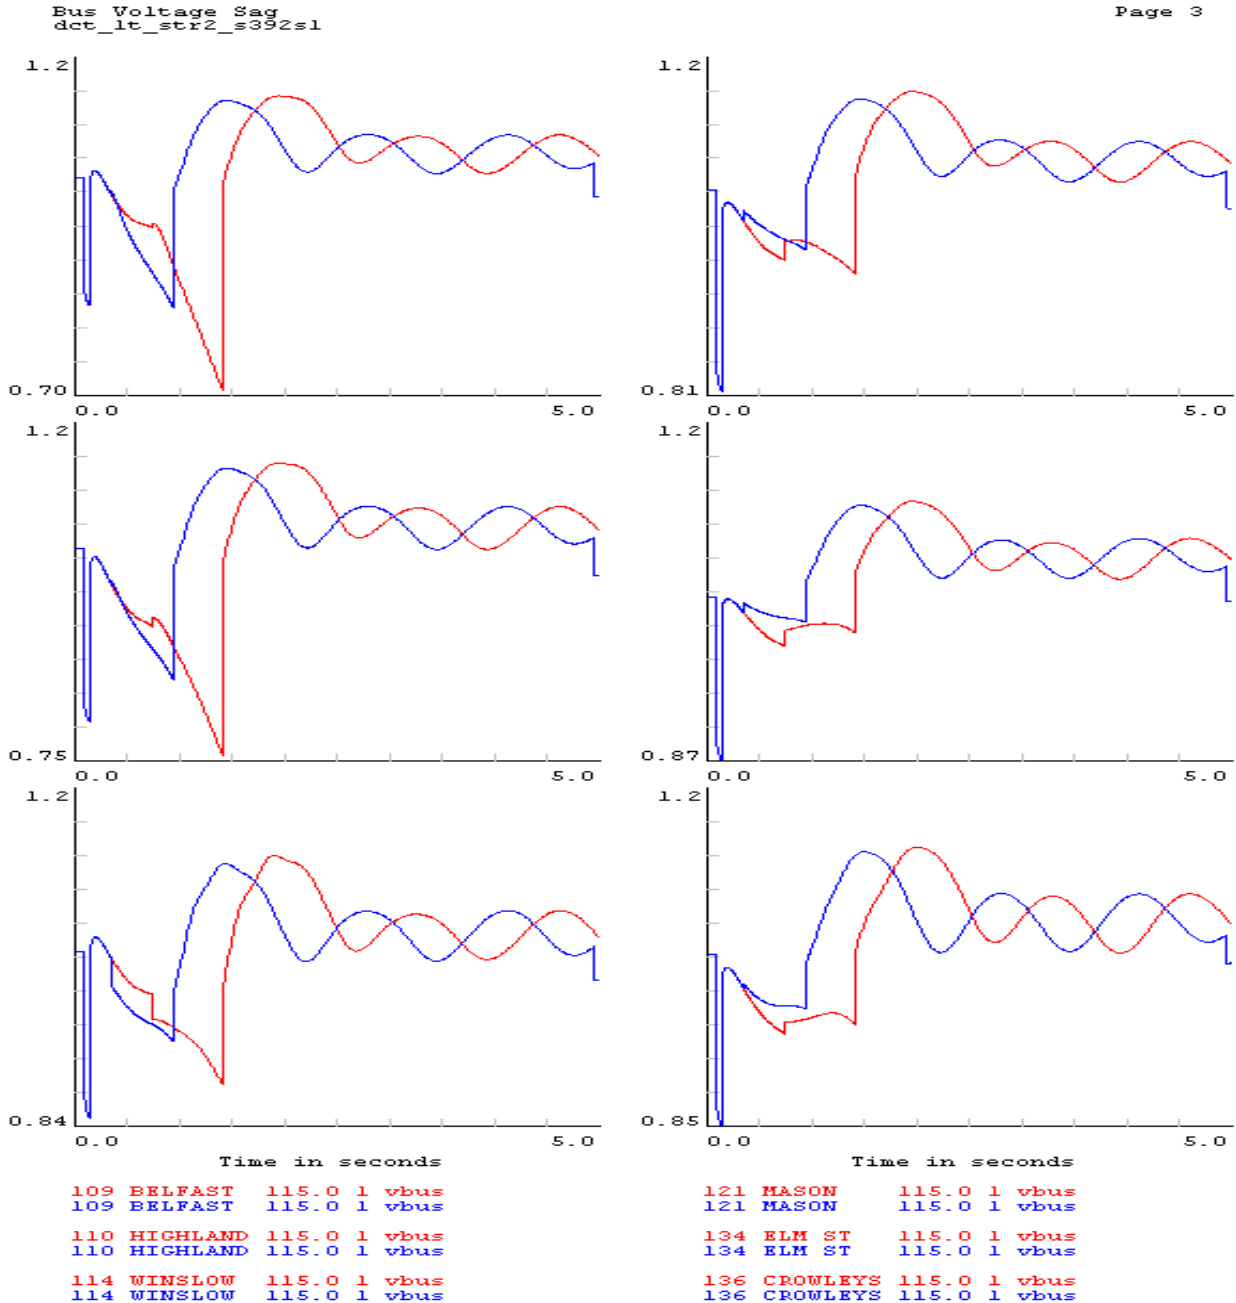 Bus Voltage Sag
dct_lt_str2_s392s1
Page 3
1.2
0.70
0.0 5.0
1.2
0.81
0.0 5.0
1.2
0.75
0.0 5.0
1.2
0.87
0.0 5.0
1.2
0.84
0.0 5.0
Time in seconds
1.2
0.85
0.0 5.0
Time in seconds
109 BELFAST 115.0 1 vbus
109 BELFAST 115.0 1 vbus
110 HIGHLAND 115.0 1 vbus
110 HIGHLAND 115.0 1 vbus
114 WINSLOW 115.0 1 vbus
114 WINSLOW 115.0 1 vbus
121 MASON 115.0 1 vbus
121 MASON 115.0 1 vbus
134 ELM ST 115.0 1 vbus
134 ELM ST 115.0 1 vbus
136 CROWLEYS 115.0 1 vbus
136 CROWLEYS 115.0 1 vbus